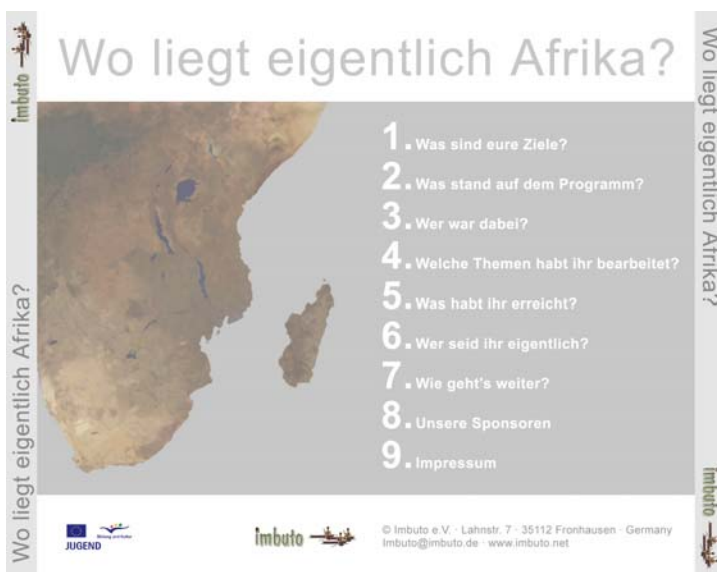 Wo liegt eigentlich Afrika?
imbuto
Wo liegt eigentlich Afrika?
1. Was sind eure Ziele?
2. Was stand auf dem Programm?
3. Wer war dabei?
4. Welche Themen habt ihr bearbeitet?
5. Was habt ihr erreicht?
6. Wer seid ihr eigentlich?
7. Wie geht's weiter?
8. Unsere Sponsoren
9. Impressum
Bildung und Kultur
JUGEND
imbuto
© Imbuto e.V. · Lahnstr. 7 · 35112 Fronhausen · Germany
Imbuto@imbuto.de · www.imbuto.net
Wo liegt eigentlich Afrika?
imbuto